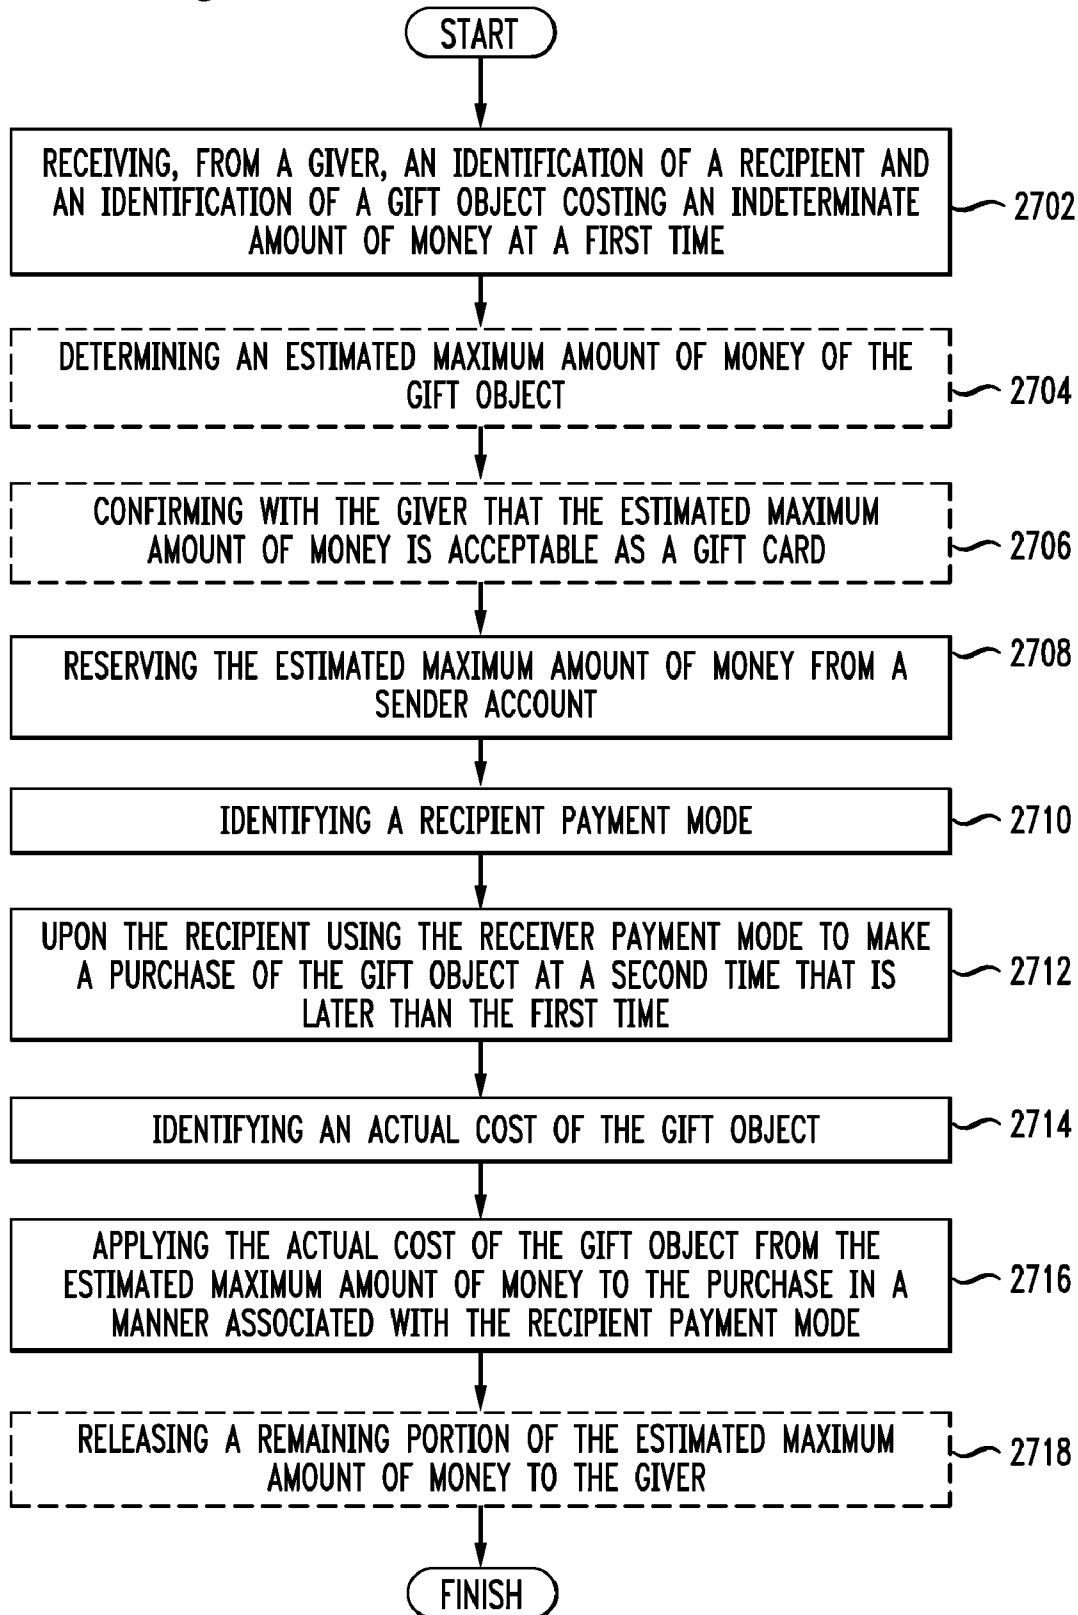 START
RECEIVING, FROM A GIVER, AN IDENTIFICATION OF A RECIPIENT AND
AN IDENTIFICATION OF A GIFT OBJECT COSTING AN INDETERMINATE
AMOUNT OF MONEY AT A FIRST TIME
2702
DETERMINING AN ESTIMATED MAXIMUM AMOUNT OF MONEY OF THE
GIFT OBJECT
2704
CONFIRMING WITH THE GIVER THAT THE ESTIMATED MAXIMUM
AMOUNT OF MONEY IS ACCEPTABLE AS A GIFT CARD
2706
RESERVING THE ESTIMATED MAXIMUM AMOUNT OF MONEY FROM A
SENDER ACCOUNT
2708
IDENTIFYING A RECIPIENT PAYMENT MODE
2710
UPON THE RECIPIENT USING THE RECEIVER PAYMENT MODE TO MAKE
A PURCHASE OF THE GIFT OBJECT AT A SECOND TIME THAT IS
LATER THAN THE FIRST TIME
2712
IDENTIFYING AN ACTUAL COST OF THE GIFT OBJECT
2714
APPLYING THE ACTUAL COST OF THE GIFT OBJECT FROM THE
ESTIMATED MAXIMUM AMOUNT OF MONEY TO THE PURCHASE IN A
MANNER ASSOCIATED WITH THE RECIPIENT PAYMENT MODE
2716
RELEASING A REMAINING PORTION OF THE ESTIMATED MAXIMUM
AMOUNT OF MONEY TO THE GIVER
2718
FINISH